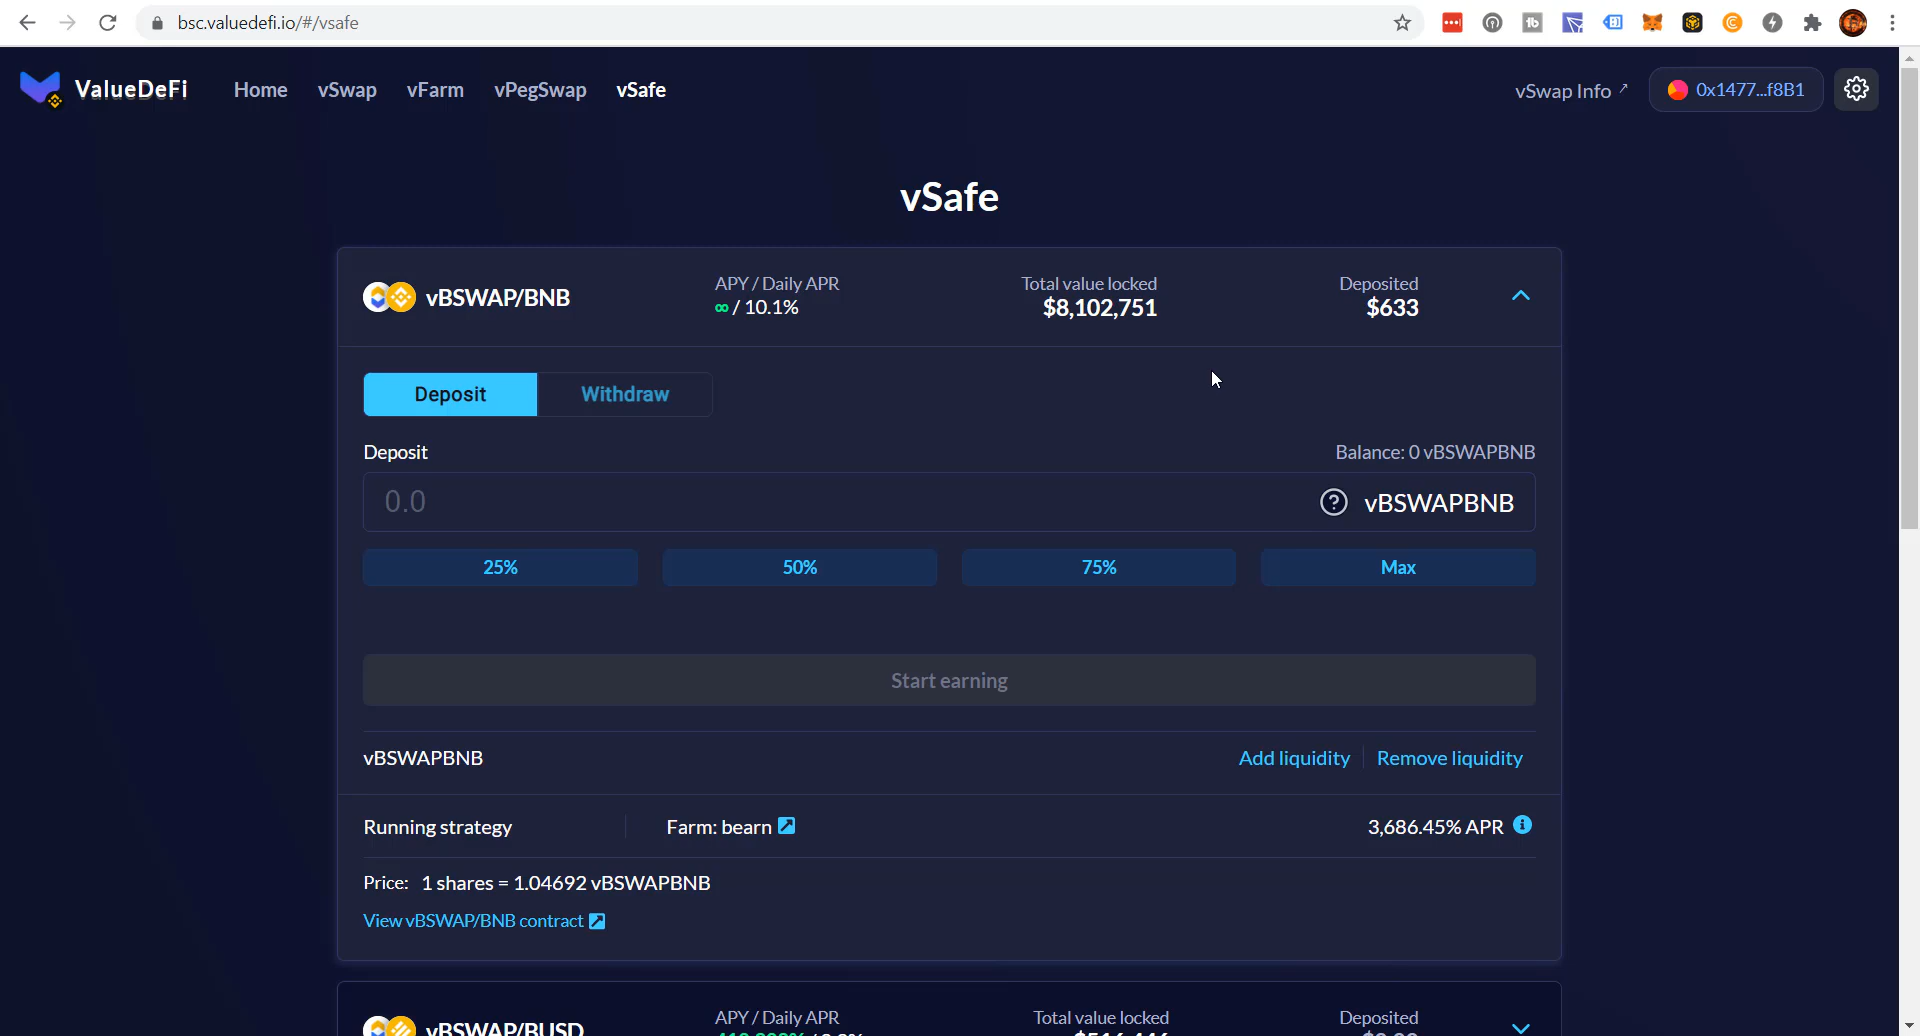 bsc.valuedefi.io/#/vsafe
ValueDeFi Home vSwap vFarm vPegSwap vSafe vSwap Info ↗ 0x1477...f8B1
vSafe
APY / Daily APR Total value locked Deposited
vBSWAP/BNB ∞ / 10.1% $8,102,751 $633
Deposit Withdraw
Deposit Balance: 0 vBSWAPBNB
0.0 vBSWAPBNB
25% 50% 75% Max
Start earning
vBSWAPBNB Add liquidity Remove liquidity
Running strategy Farm: bearn 3,686.45% APR
Price: 1 shares = 1.04692 vBSWAPBNB
View vBSWAP/BNB contract
APY / Daily APR Total value locked Deposited
vBSWAP/BUSD